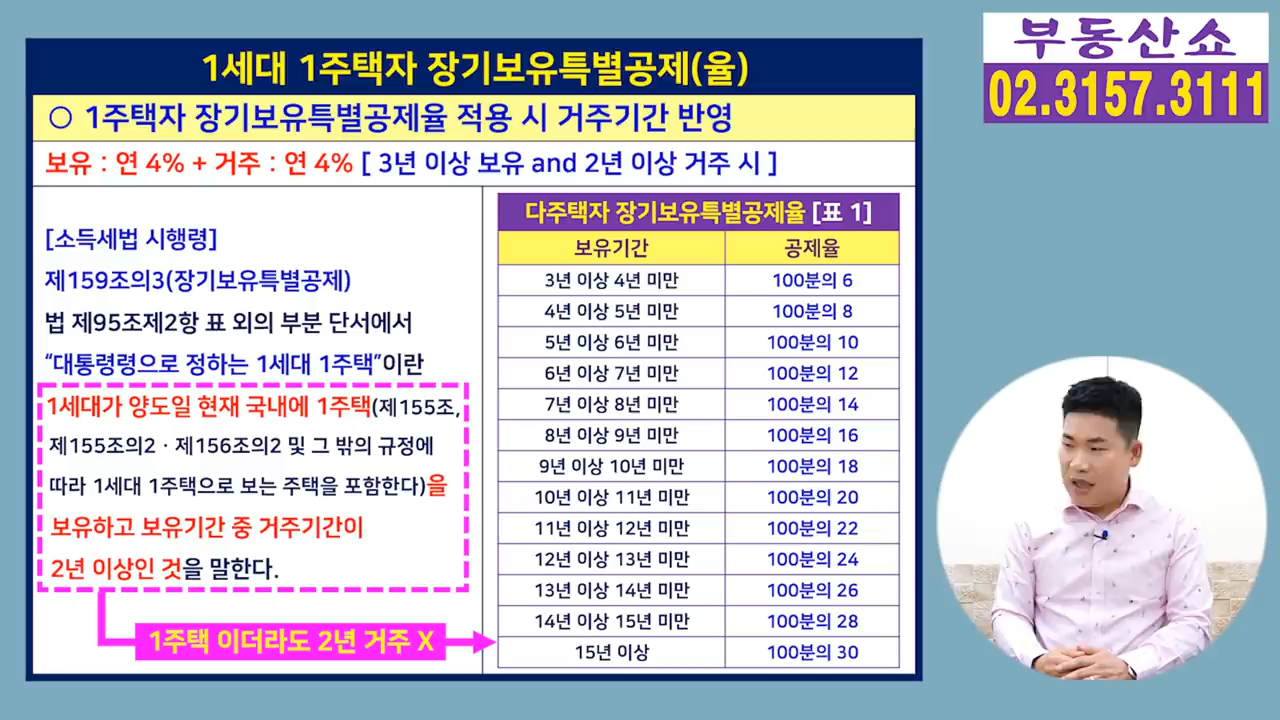 부동산쇼
02.3157.3111
1세대 1주택자 장기보유특별공제(율)
○ 1주택자 장기보유특별공제율 적용 시 거주기간 반영
보유 : 연 4% + 거주 : 연 4% [ 3년 이상 보유 and 2년 이상 거주 시 ]
[소득세법 시행령]
제159조의3(장기보유특별공제)
법 제95조제2항 표 외의 부분 단서에서
“대통령령으로 정하는 1세대 1주택”이란
1세대가 양도일 현재 국내에 1주택(제155조,
제155조의2ㆍ제156조의2 및 그 밖의 규정에
따라 1세대 1주택으로 보는 주택을 포함한다)을
보유하고 보유기간 중 거주기간이
2년 이상인 것을 말한다.
1주택 이더라도 2년 거주 X
다주택자 장기보유특별공제율 [표 1]
보유기간 공제율
3년 이상 4년 미만 100분의 6
4년 이상 5년 미만 100분의 8
5년 이상 6년 미만 100분의 10
6년 이상 7년 미만 100분의 12
7년 이상 8년 미만 100분의 14
8년 이상 9년 미만 100분의 16
9년 이상 10년 미만 100분의 18
10년 이상 11년 미만 100분의 20
11년 이상 12년 미만 100분의 22
12년 이상 13년 미만 100분의 24
13년 이상 14년 미만 100분의 26
14년 이상 15년 미만 100분의 28
15년 이상 100분의 30